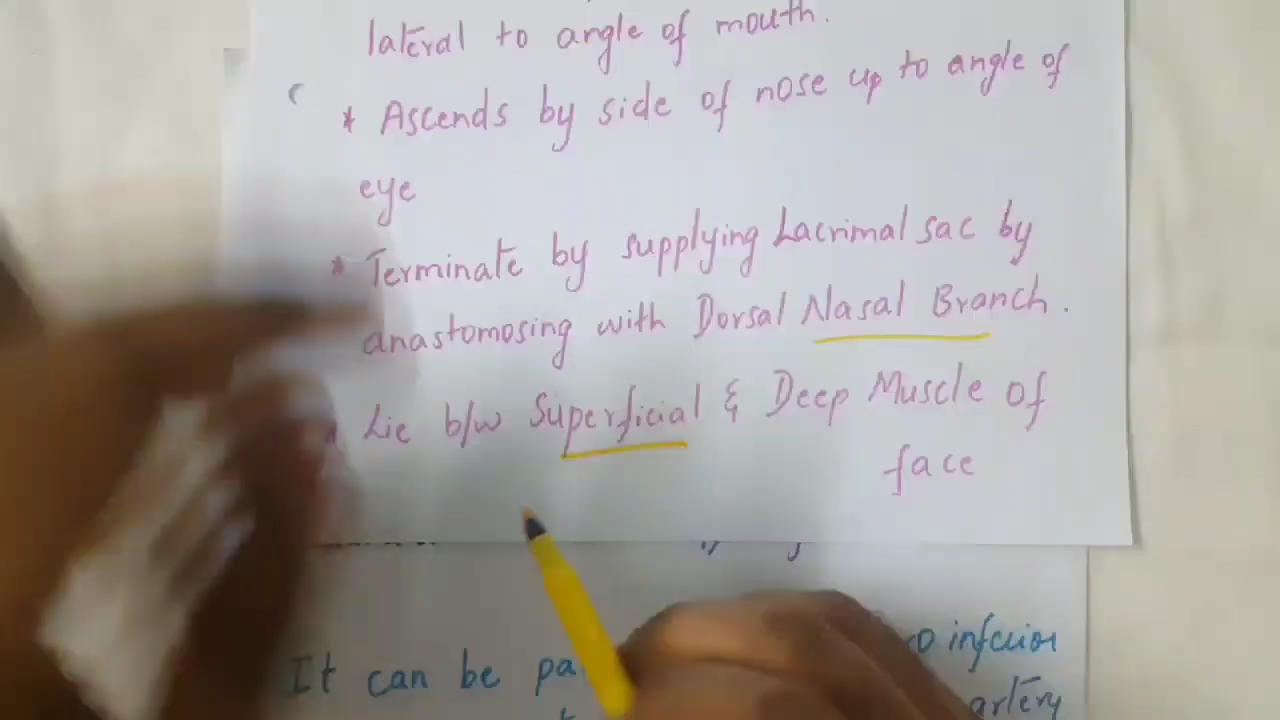 lateral to angle of mouth.
* Ascends by side of nose up to angle of
eye
* Terminate by supplying Lacrimal sac by
anastomosing with Dorsal Nasal Branch.
Lie b/w Superficial & Deep Muscle of
face
It can be inferior
artery